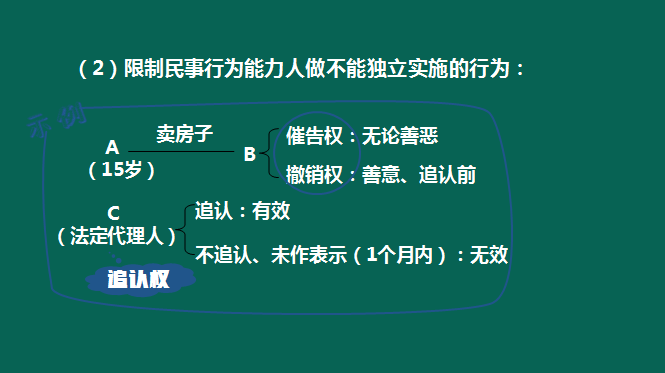 （2）限制民事行为能力人做不能独立实施的行为：
示例
卖房子
A
（15岁）
B
催告权：无论善恶
撤销权：善意、追认前
C
（法定代理人）
追认：有效
不追认、未作表示（1个月内）：无效
追认权